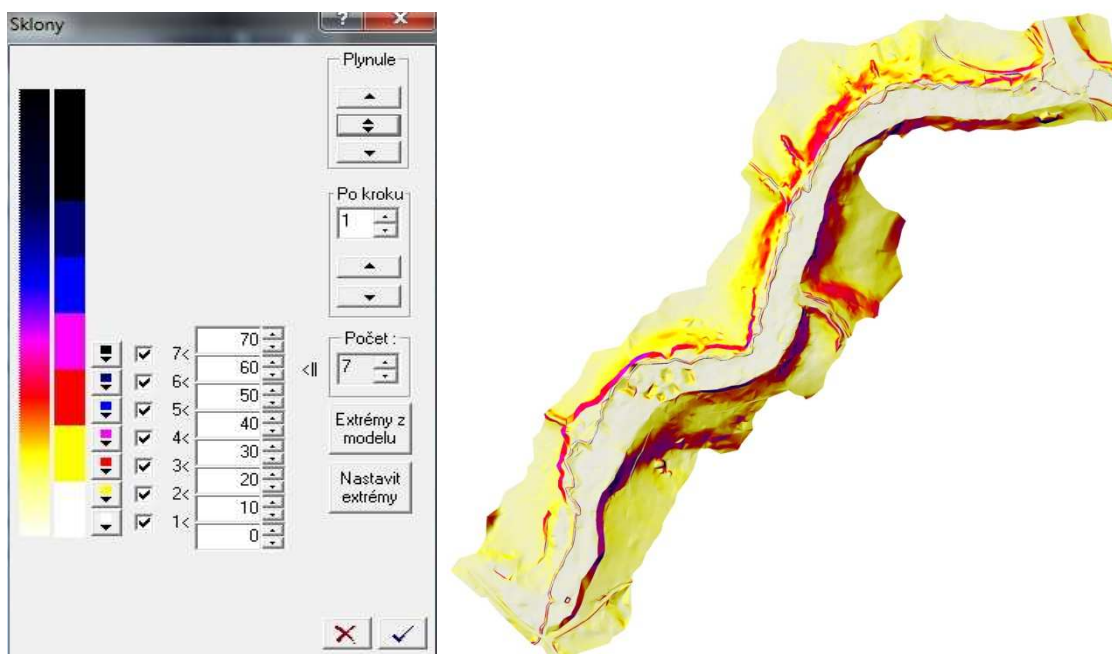 Sklony
?
X
Plynule
Po kroku
1
Počet :
7
Extrémy z
modelu
Nastavit
extrémy
<||
70
7<
60
6<
50
5<
40
4<
30
3<
20
2<
10
1<
0